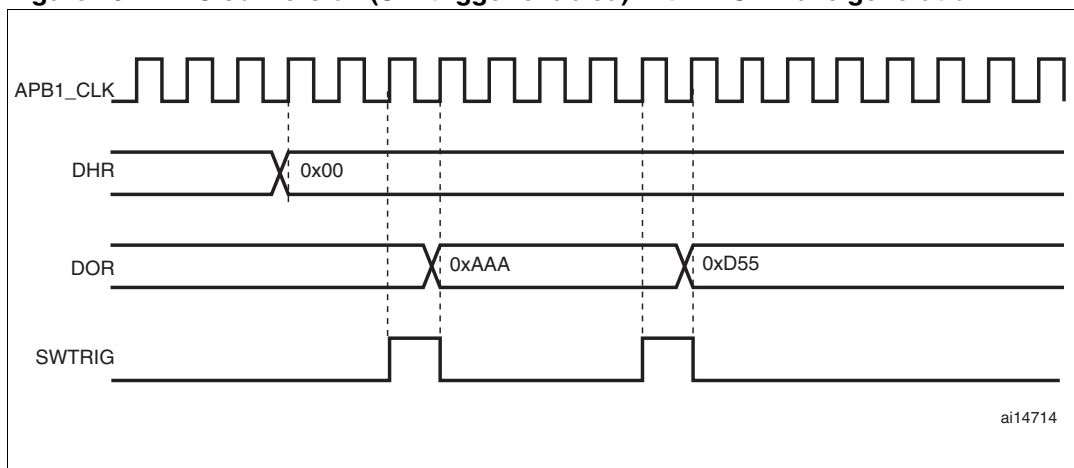 APB1_CLK
DHR
0x00
DOR
0xAAA
0xD55
SWTRIG
ai14714